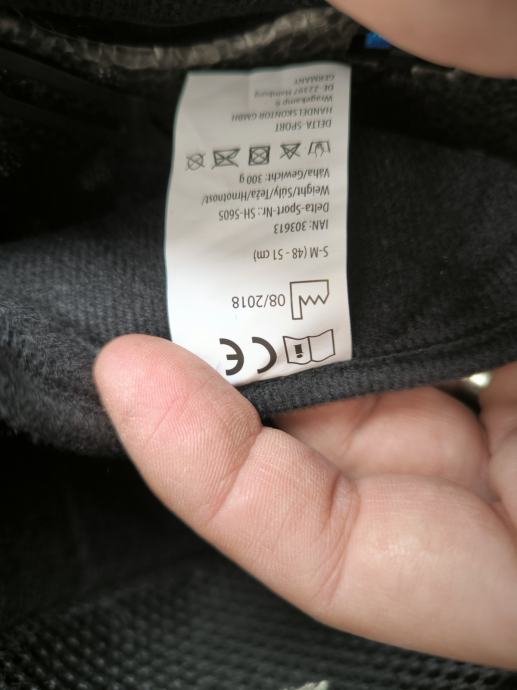 CE
08/2018
S-M (48 - 51 cm)
IAN: 303613
Delta-Sport-Nr.: SH-5605
Weight/Súly/Teža/Hmotnost/
Váha/Gewicht: 300 g
DELTA-SPORT
HANDELSKONTOR GMBH
Wragekamp 6
DE-22397 Hamburg
GERMANY